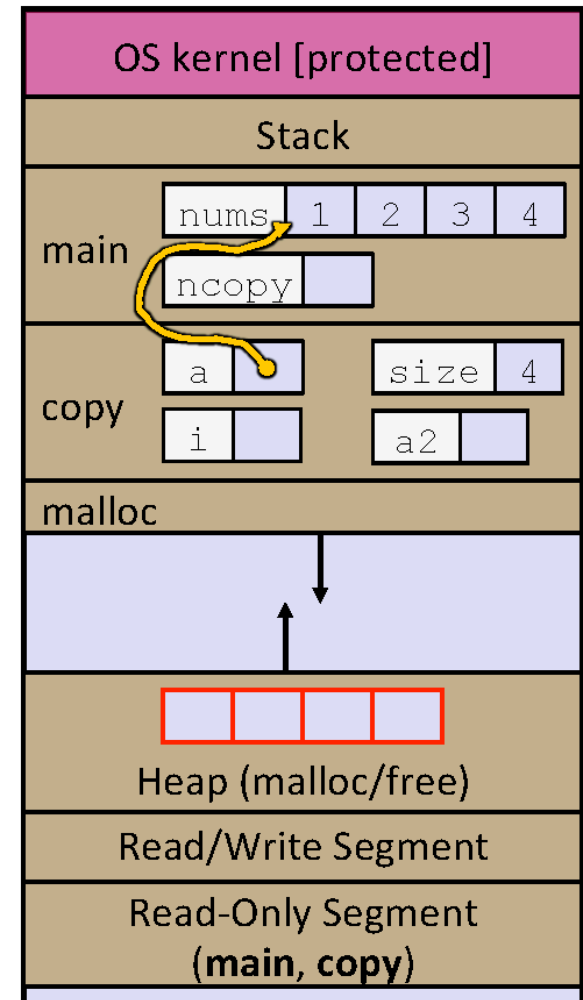 OS kernel [protected]
Stack
main
nums 1 2 3 4
ncopy
copy
a size 4
i a2
malloc
Heap (malloc/free)
Read/Write Segment
Read-Only Segment
(main, copy)